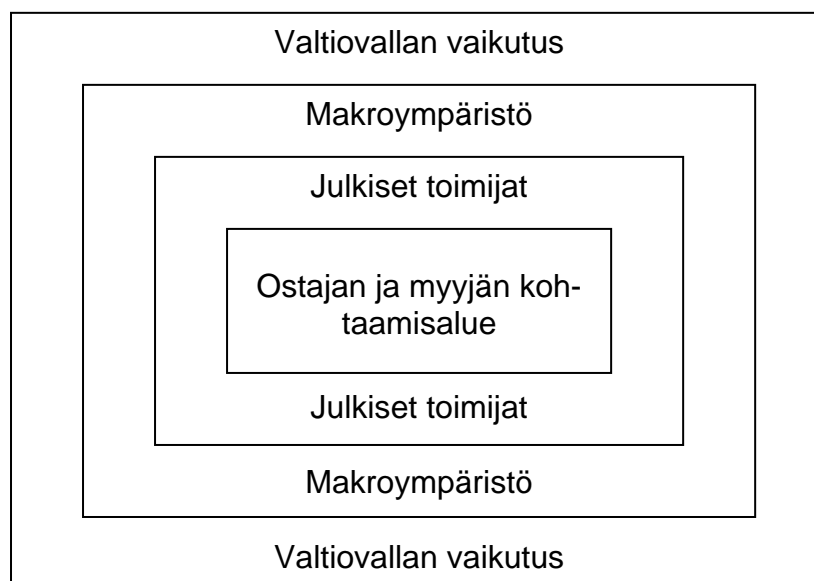 Valtiovallan vaikutus
Makroympäristö
Julkiset toimijat
Ostajan ja myyjän koh-
taamisalue
Julkiset toimijat
Makroympäristö
Valtiovallan vaikutus